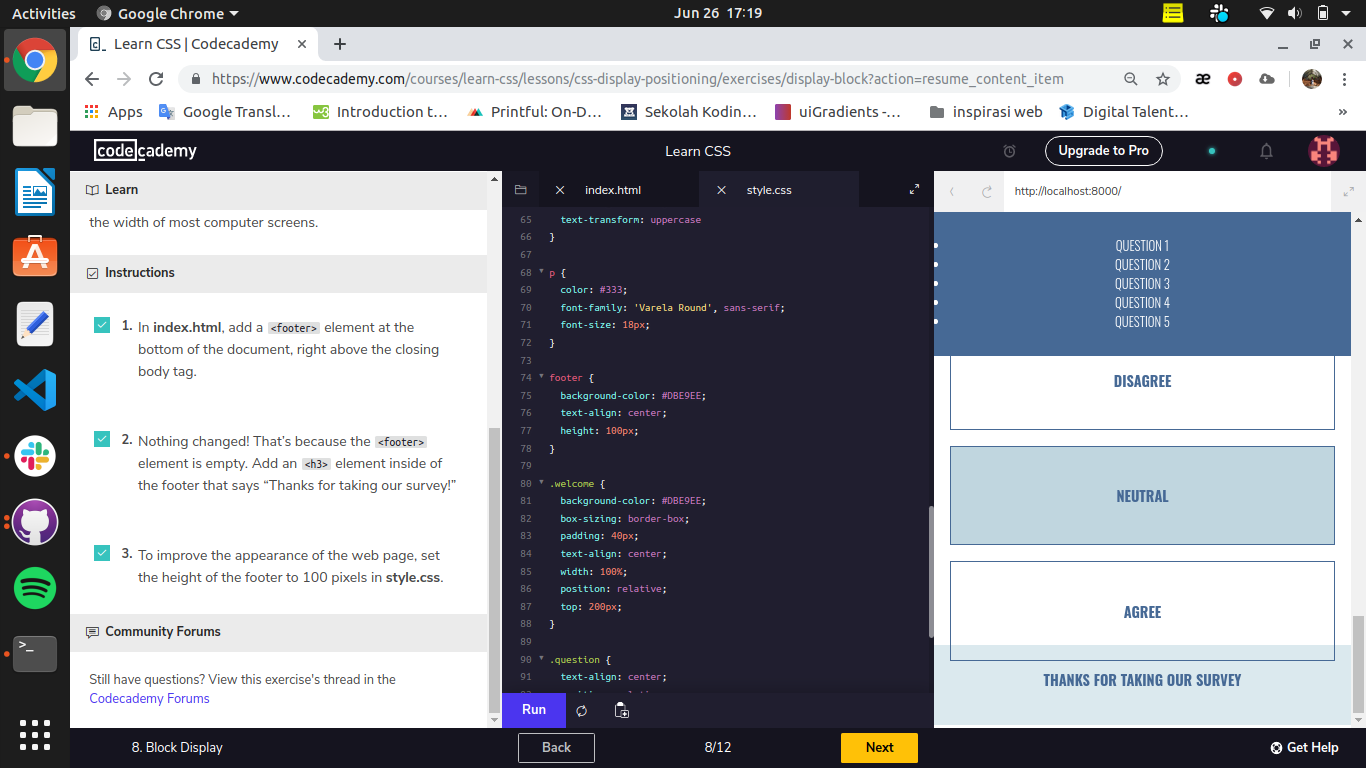 Activities
Google Chrome
Jun 26 17:19
Learn CSS | Codecademy
https://www.codecademy.com/courses/learn-css/lessons/css-display-positioning/exercises/display-block?action=resume_content_item
Apps
Google Transl…
Introduction t…
Printful: On-D…
Sekolah Kodin…
uiGradients -…
inspirasi web
Digital Talent…
»
codecademy
Learn CSS
Upgrade to Pro
Learn
the width of most computer screens.
Instructions
1. In index.html, add a <footer> element at the
bottom of the document, right above the closing
body tag.
2. Nothing changed! That's because the <footer>
element is empty. Add an <h3> element inside of
the footer that says “Thanks for taking our survey!”
3. To improve the appearance of the web page, set
the height of the footer to 100 pixels in style.css.
Community Forums
Still have questions? View this exercise's thread in the
Codecademy Forums
index.html
style.css
65 text-transform: uppercase
66 }
67
68 p {
69 color: #333;
70 font-family: 'Varela Round', sans-serif;
71 font-size: 18px;
72 }
73
74 footer {
75 background-color: #DBE9EE;
76 text-align: center;
77 height: 100px;
78 }
79
80 .welcome {
81 background-color: #DBE9EE;
82 box-sizing: border-box;
83 padding: 40px;
84 text-align: center;
85 width: 100%;
86 position: relative;
87 top: 200px;
88 }
89
90 .question {
91 text-align: center;
Run
http://localhost:8000/
QUESTION 1
QUESTION 2
QUESTION 3
QUESTION 4
QUESTION 5
DISAGREE
NEUTRAL
AGREE
THANKS FOR TAKING OUR SURVEY
8. Block Display
Back
8/12
Next
Get Help